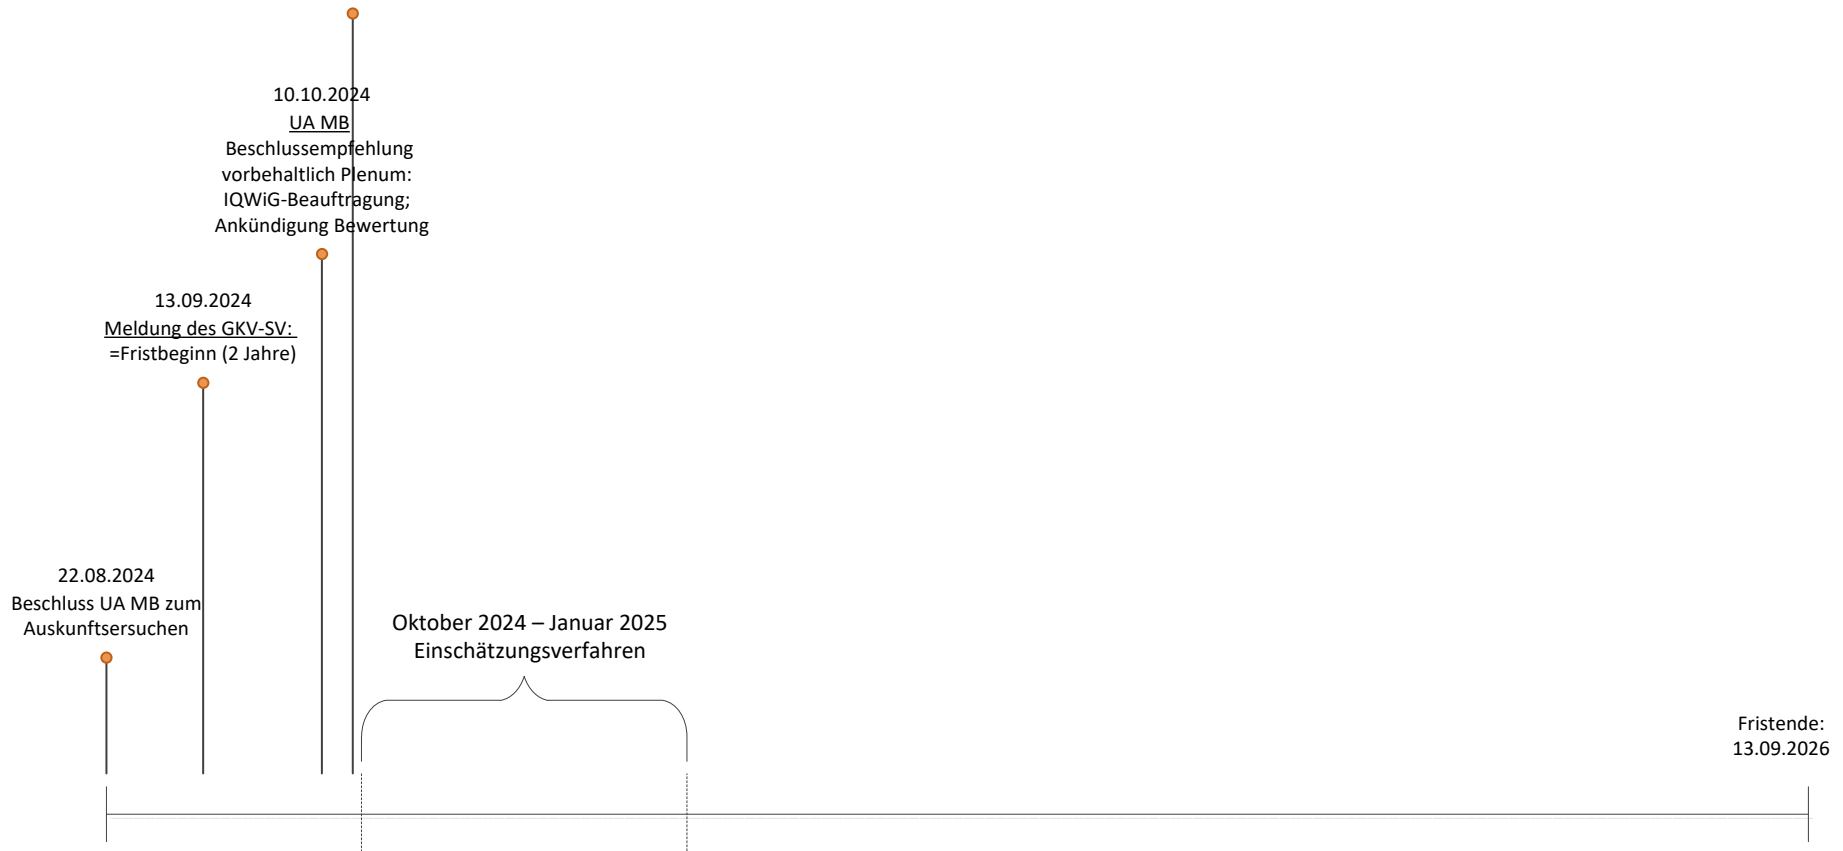 10.10.2024
UA MB
Beschlussempfehlung
vorbehaltlich Plenum:
IQWiG-Beauftragung;
Ankündigung Bewertung
13.09.2024
Meldung des GKV-SV:
=Fristbeginn (2 Jahre)
22.08.2024
Beschluss UA MB zum
Auskunftsersuchen
Oktober 2024 – Januar 2025
Einschätzungsverfahren
Fristende:
13.09.2026